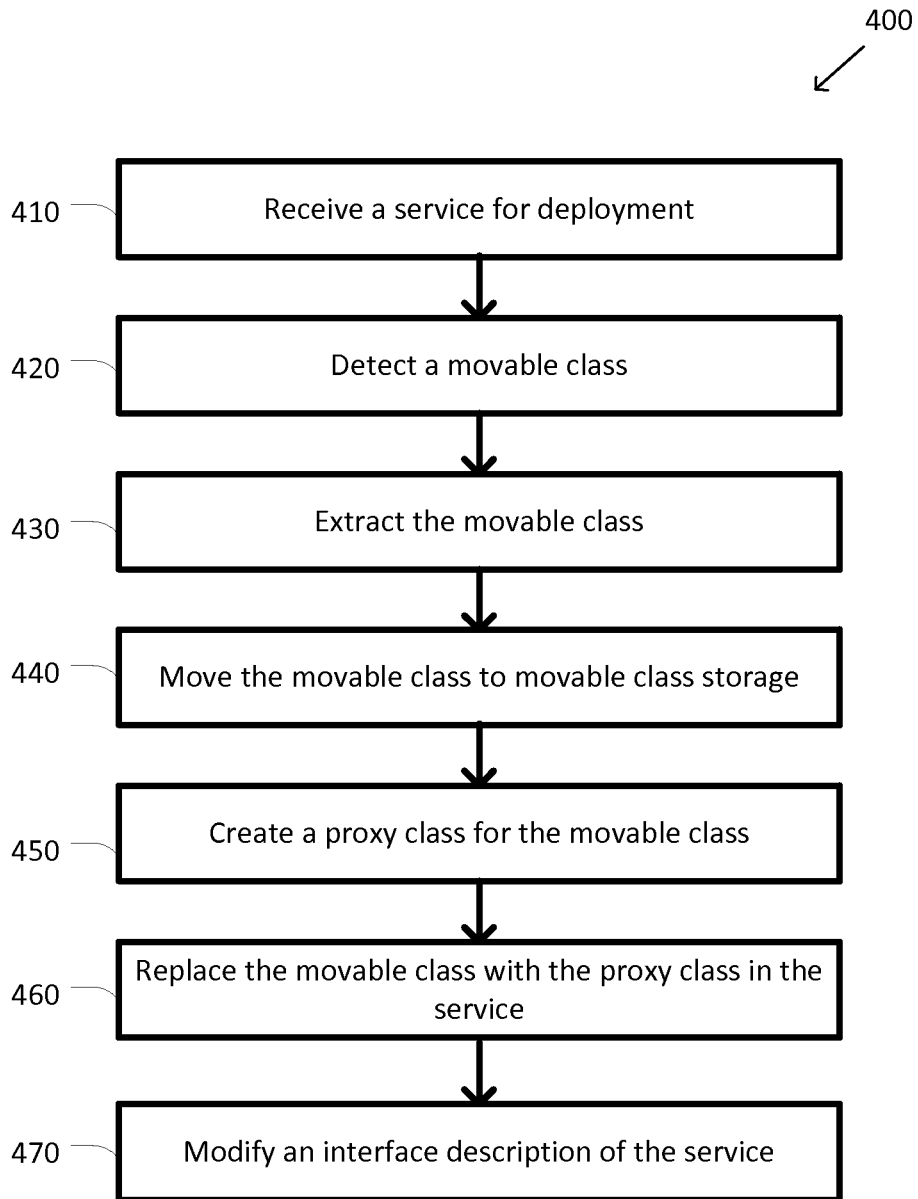 400
410
Receive a service for deployment
420
Detect a movable class
430
Extract the movable class
440
Move the movable class to movable class storage
450
Create a proxy class for the movable class
460
Replace the movable class with the proxy class in the
service
470
Modify an interface description of the service